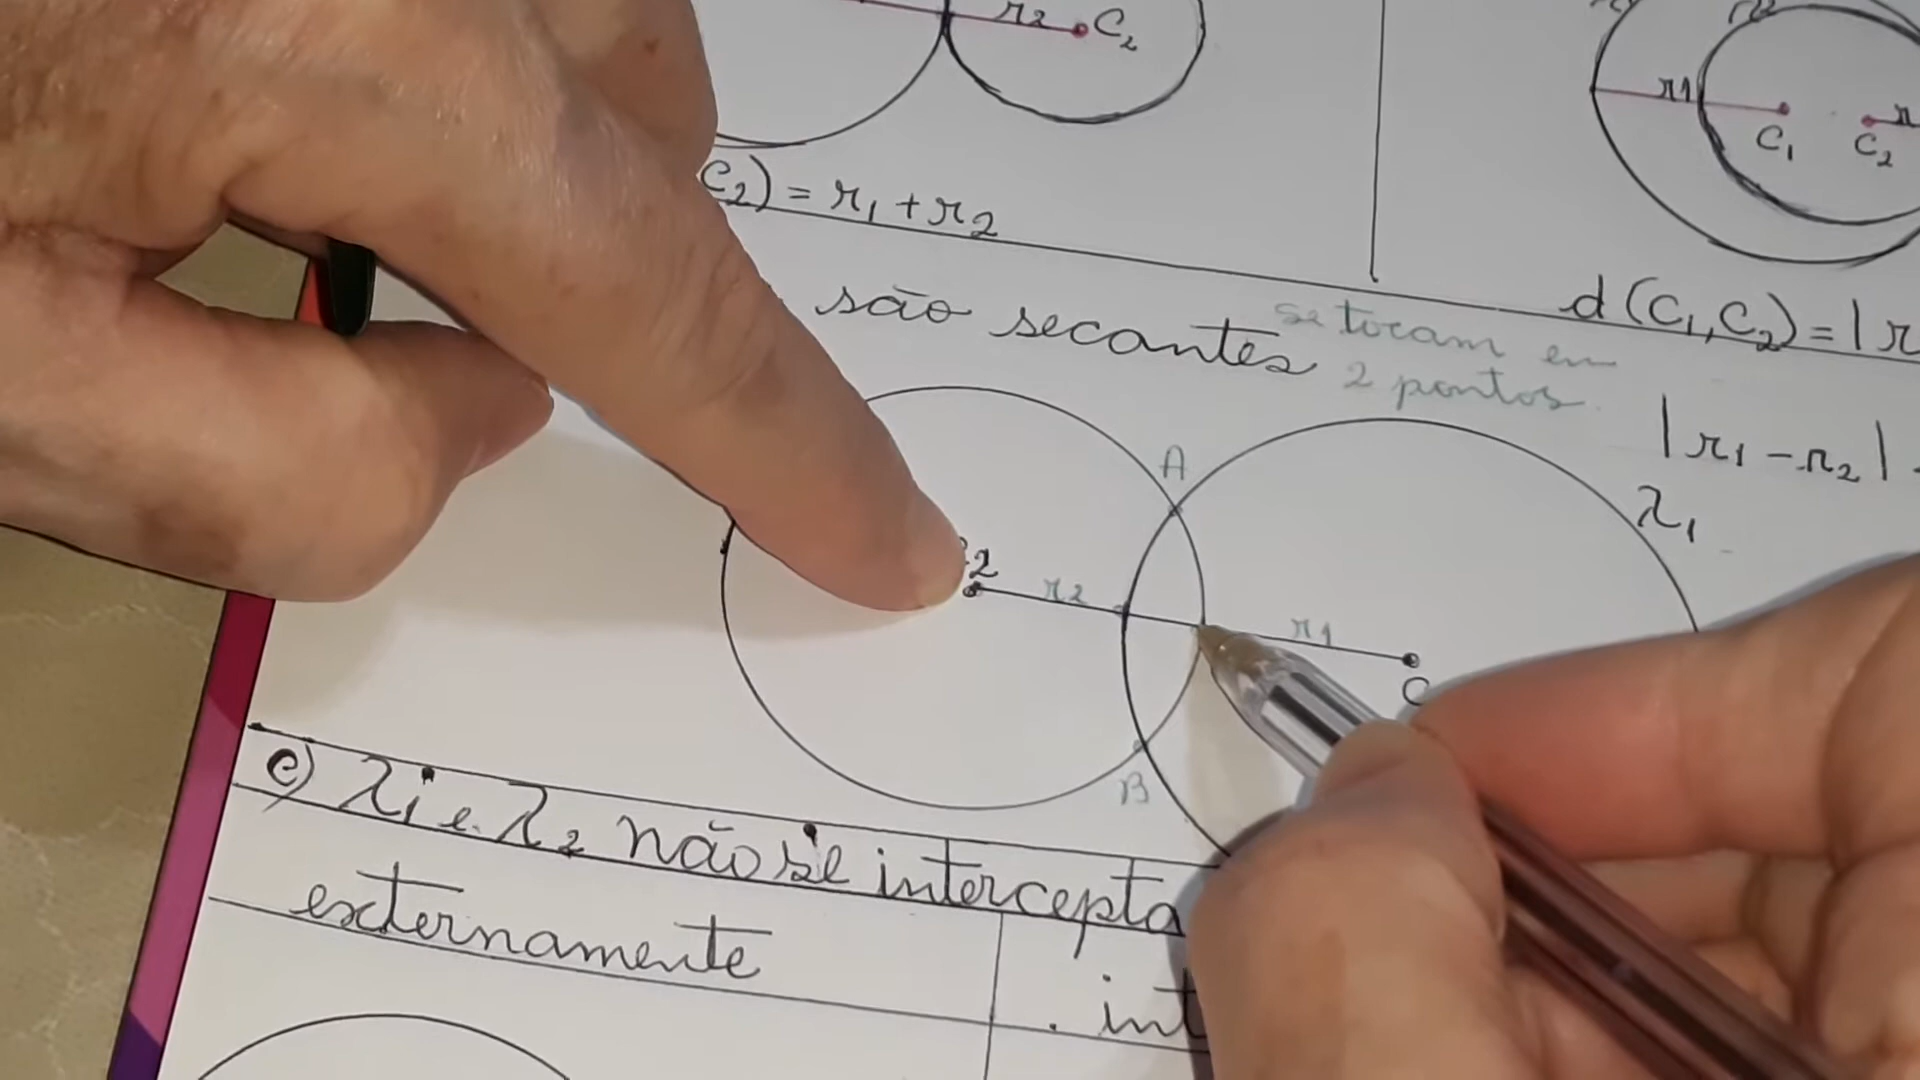 r2 C2
r1
C1 C2
C2) = r1 + r2
d(C1,C2) = |r
são secantes se tocam em
2 pontos.
|r1 - r2|
λ1
A
2
r2
r1
C
B
e) λ1 e λ2 não se intercepta
externamente
. int